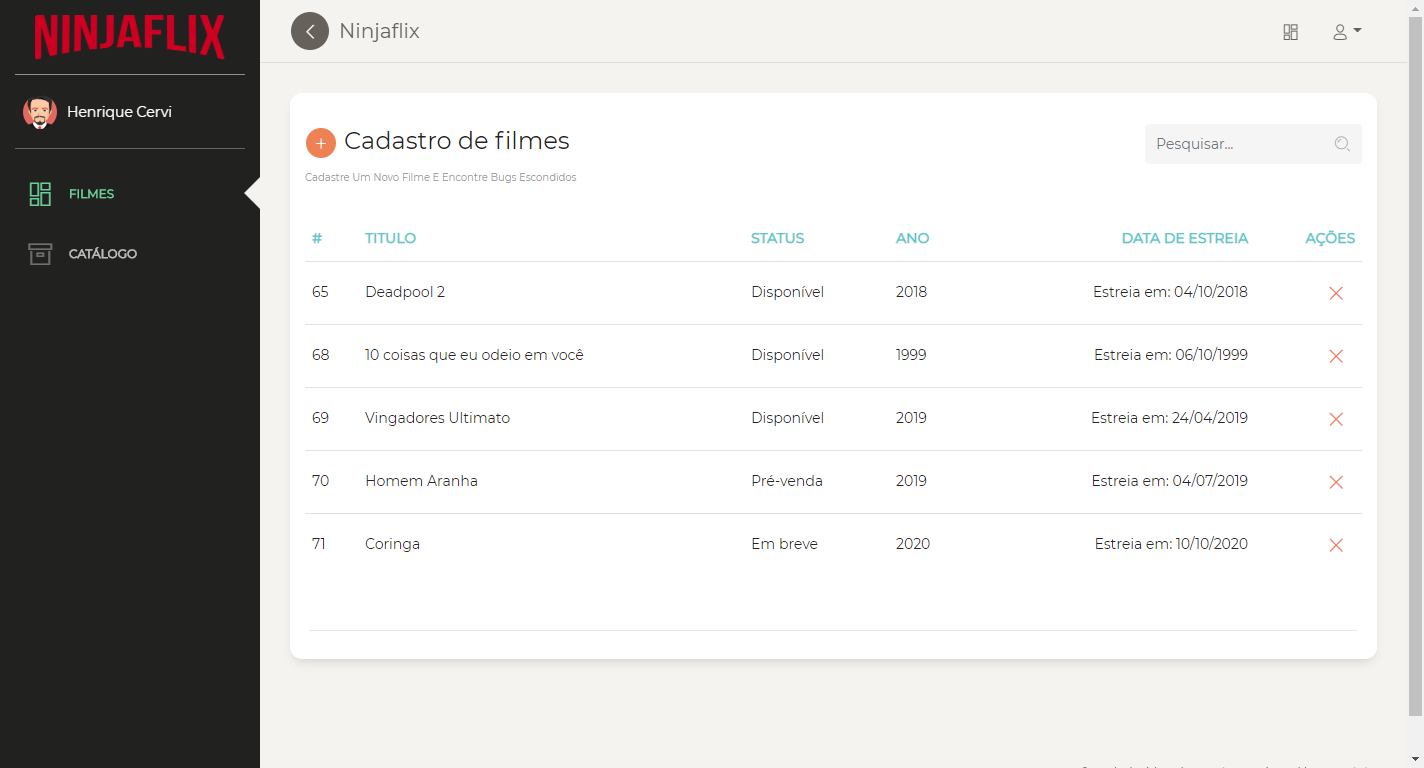 NINJAFLIX
Ninjaflix
Henrique Cervi
FILMES
CATÁLOGO
Cadastro de filmes
Pesquisar...
Cadastre Um Novo Filme E Encontre Bugs Escondidos
# TITULO STATUS ANO DATA DE ESTREIA AÇÕES
65 Deadpool 2 Disponível 2018 Estreia em: 04/10/2018
68 10 coisas que eu odeio em você Disponível 1999 Estreia em: 06/10/1999
69 Vingadores Ultimato Disponível 2019 Estreia em: 24/04/2019
70 Homem Aranha Pré-venda 2019 Estreia em: 04/07/2019
71 Coringa Em breve 2020 Estreia em: 10/10/2020